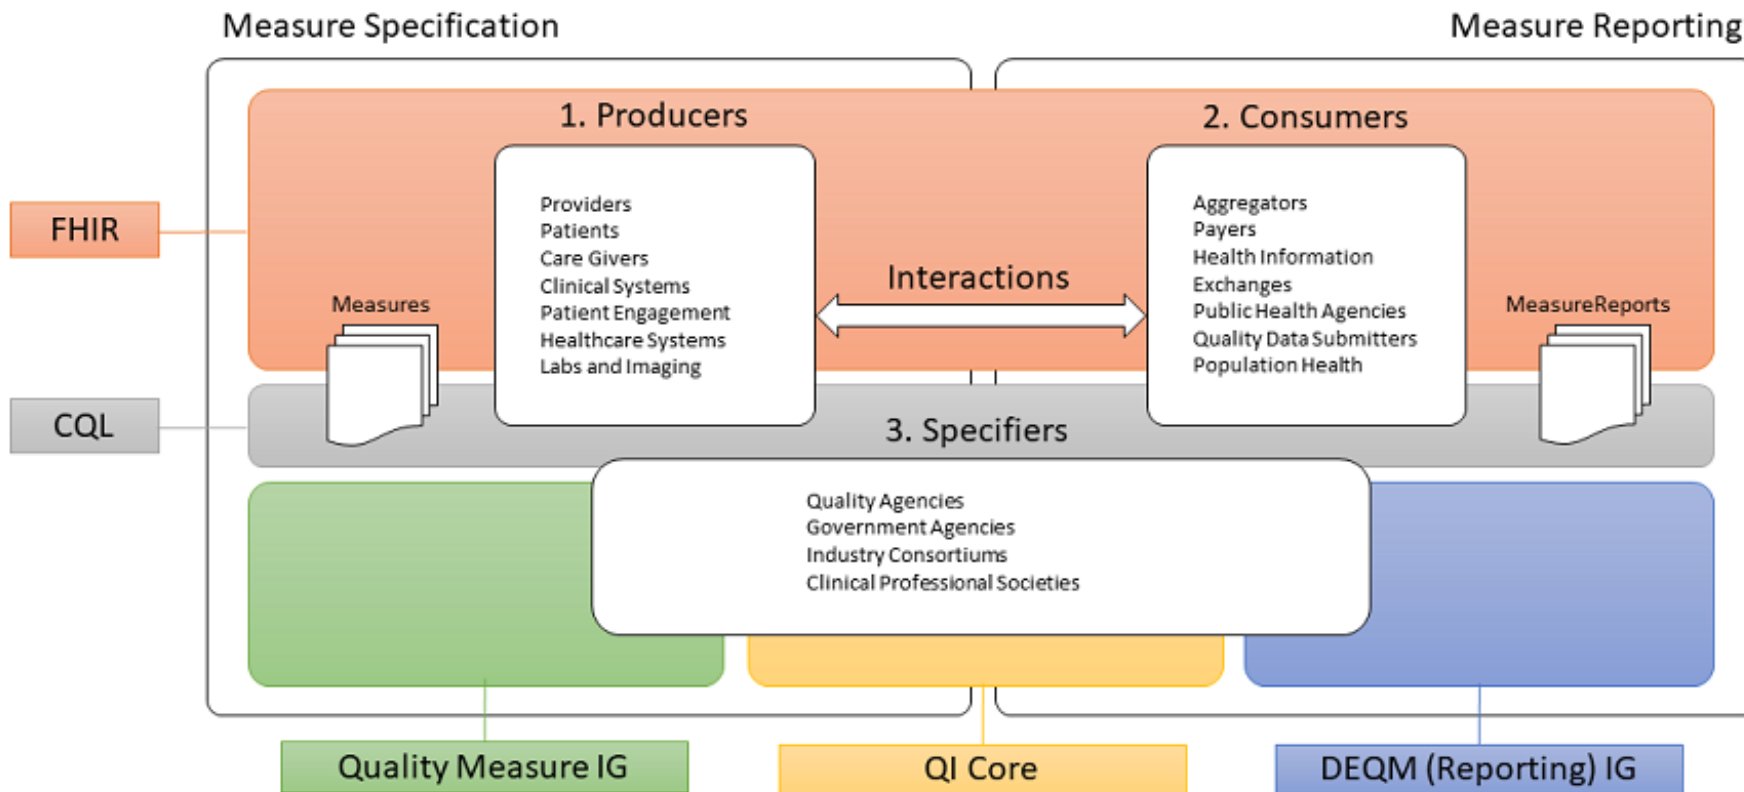 Measure Specification
Measure Reporting
1. Producers
2. Consumers
Providers
Patients
Care Givers
Clinical Systems
Patient Engagement
Healthcare Systems
Labs and Imaging
Aggregators
Payers
Health Information
Exchanges
Public Health Agencies
Quality Data Submitters
Population Health
FHIR
Interactions
Measures
MeasureReports
CQL
3. Specifiers
Quality Agencies
Government Agencies
Industry Consortiums
Clinical Professional Societies
Quality Measure IG
QI Core
DEQM (Reporting) IG